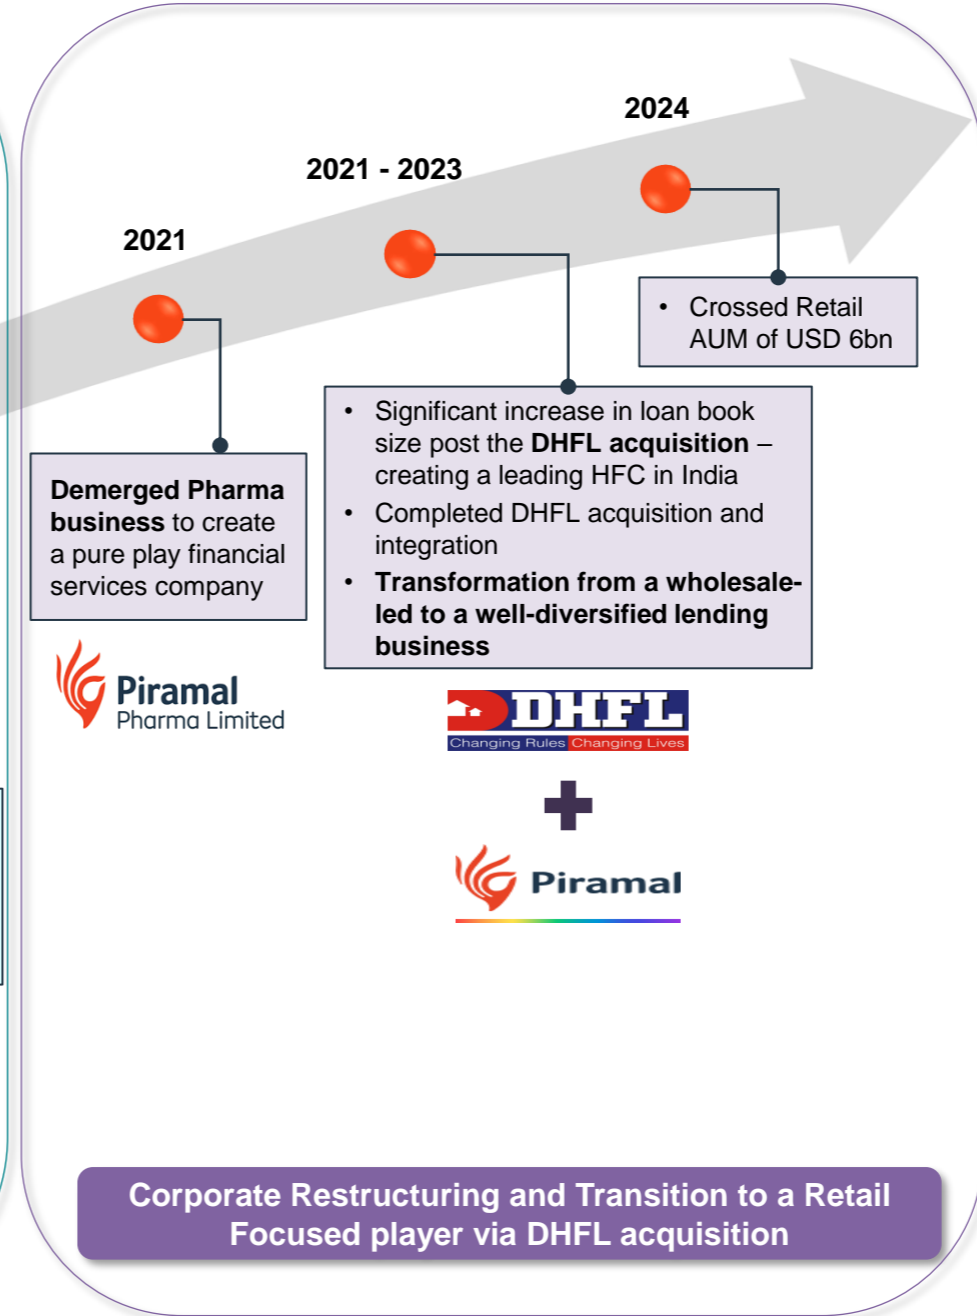 2024
2021 - 2023
2021
• Crossed Retail
AUM of USD 6bn
Demerged Pharma
business to create
a pure play financial
services company
• Significant increase in loan book
size post the DHFL acquisition –
creating a leading HFC in India
• Completed DHFL acquisition and
integration
• Transformation from a wholesale-
led to a well-diversified lending
business
Piramal
Pharma Limited
DHFL
Changing Rules Changing Lives
Piramal
Corporate Restructuring and Transition to a Retail
Focused player via DHFL acquisition